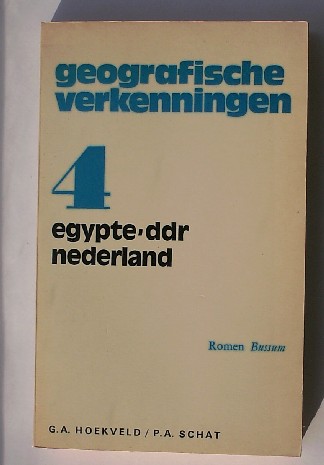 geografische
verkenningen
4
egypte·ddr
nederland
Romen Bussum
G.A. HOEKVELD / P.A. SCHAT